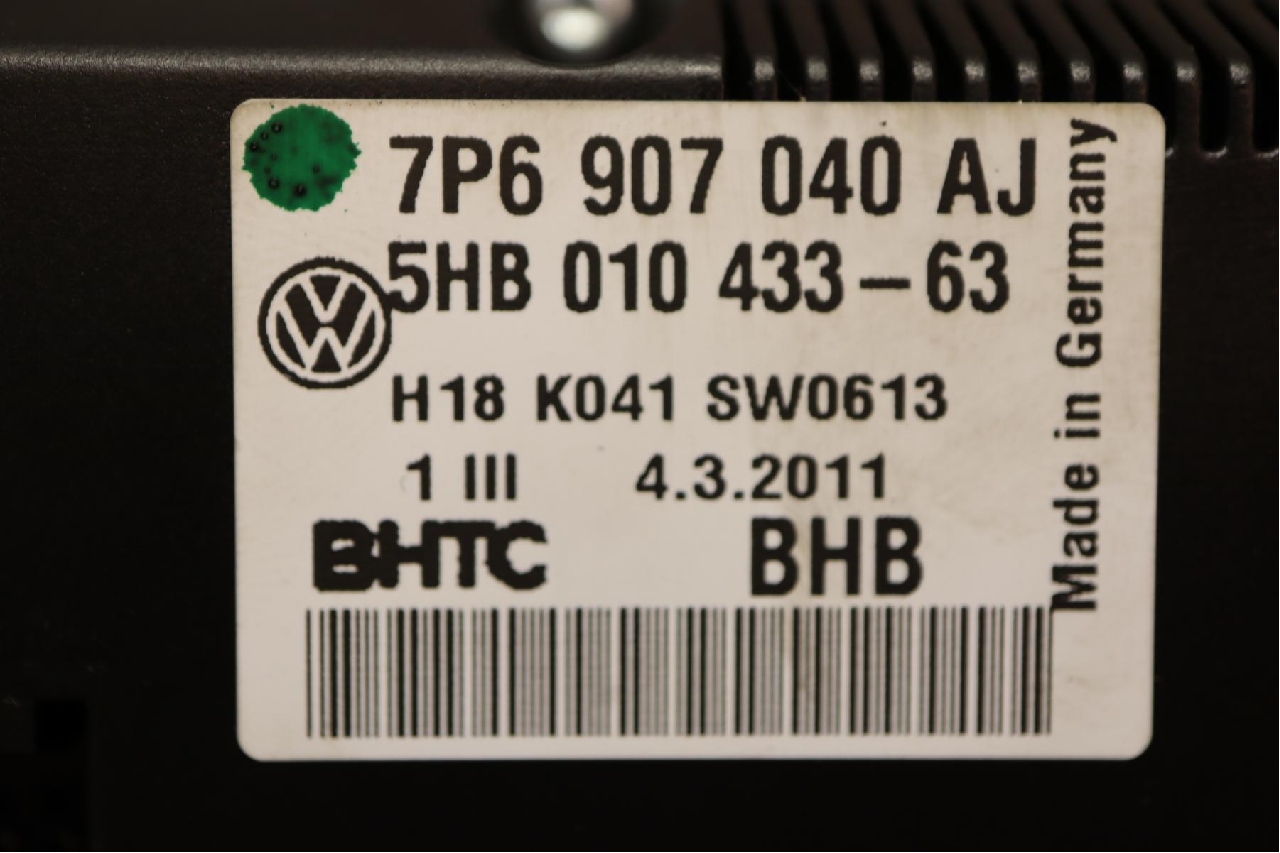 7P6 907 040 AJ
5HB 010 433-63
H18 K041 SW0613
1 III 4.3.2011
BHTC BHB
Made in Germany